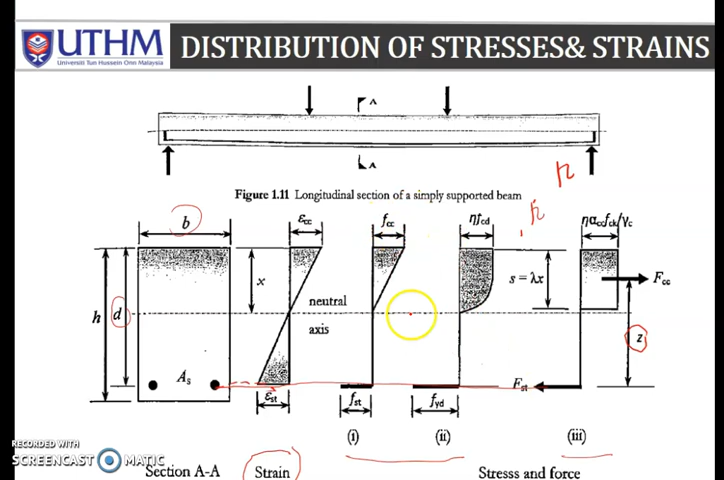 UTHM
Universiti Tun Hussein Onn Malaysia
DISTRIBUTION OF STRESSES& STRAINS
A
A
Figure 1.11 Longitudinal section of a simply supported beam
b
εcc
fcc
ηfcd
ηαccfck/γc
h
d
x
neutral
axis
s = λx
Fcc
z
As
εst
fst
fyd
Fst
(i)
(ii)
(iii)
RECORDED WITH
SCREENCAST MATIC
Section A-A
Strain
Stresss and force